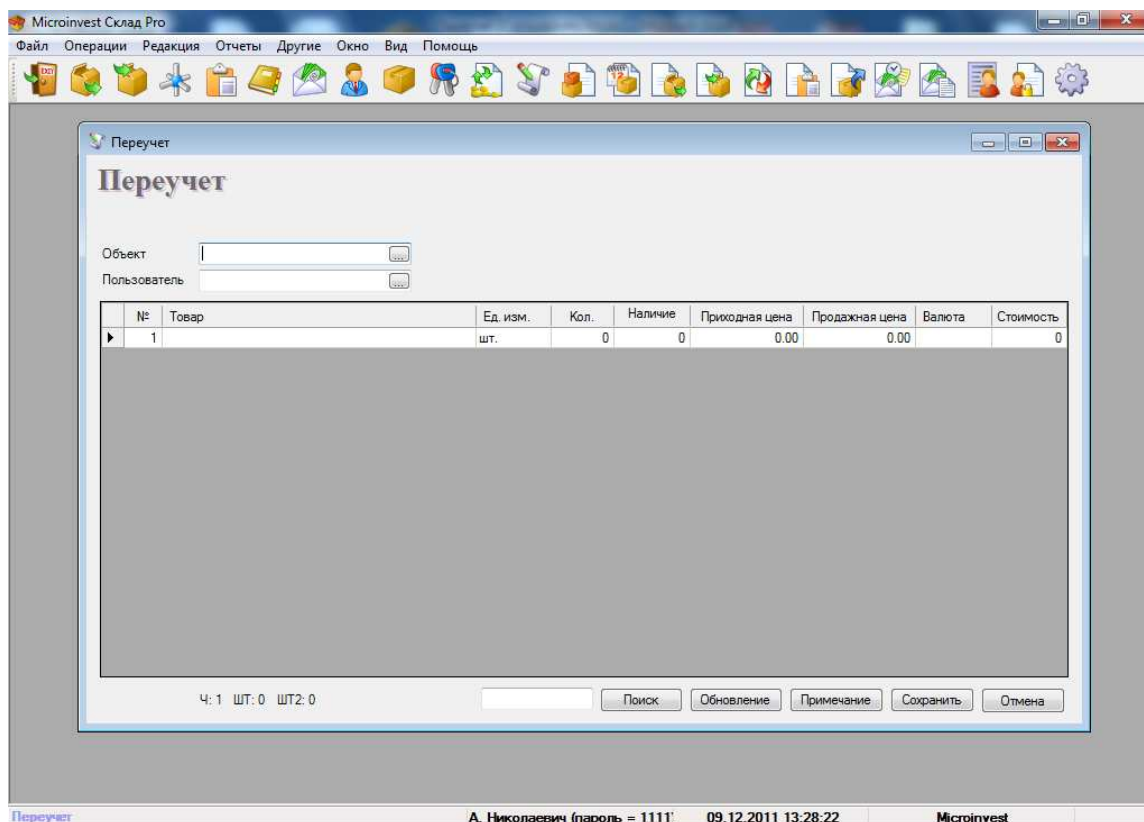 Microinvest Склад Pro
Файл Операции Редакция Отчеты Другие Окно Вид Помощь
Переучет
Переучет
Объект
Пользователь
№ Товар Ед. изм. Кол. Наличие Приходная цена Продажная цена Валюта Стоимость
1 шт. 0 0 0.00 0.00 0
Ч: 1 ШТ: 0 ШТ2: 0 Поиск Обновление Примечание Сохранить Отмена
Переучет А. Николаевич (пароль = 1111) 09.12.2011 13:28:22 Microinvest